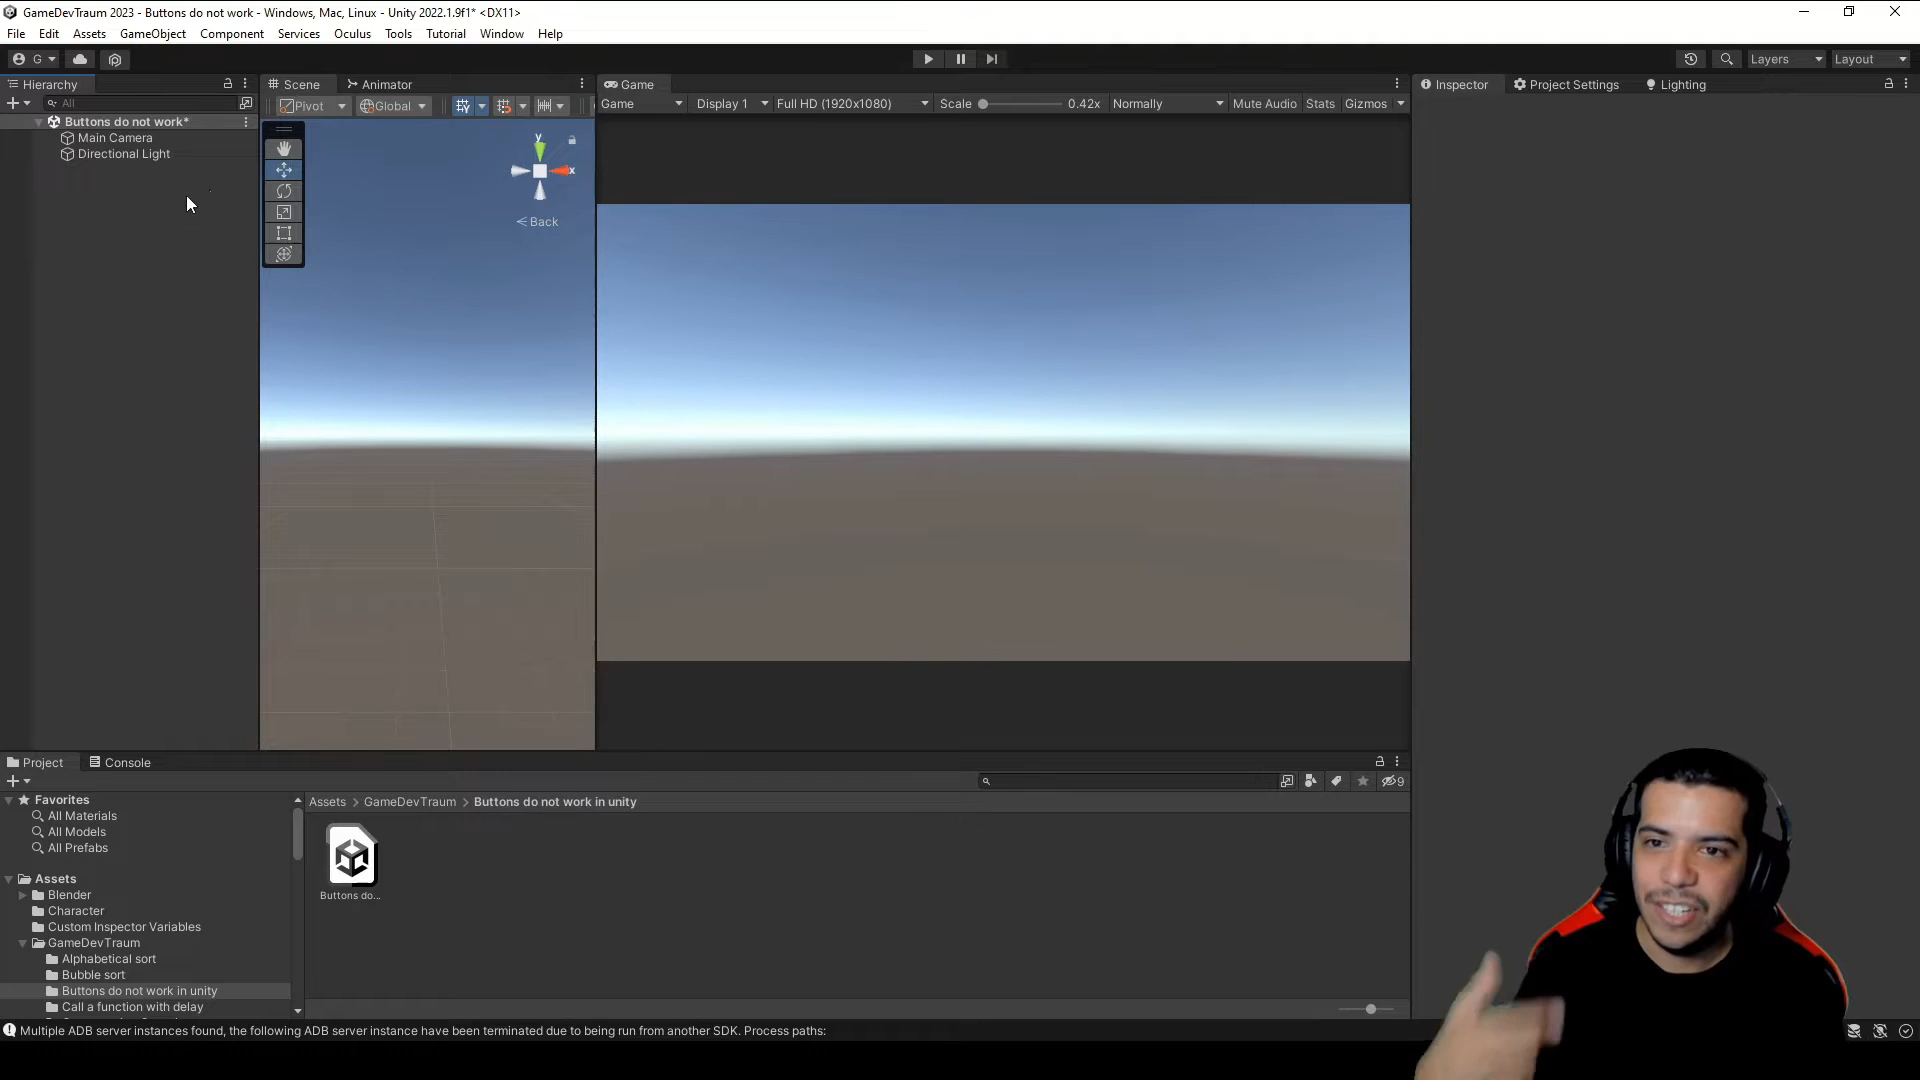 GameDevTraum 2023 - Buttons do not work - Windows, Mac, Linux - Unity 2022.1.9f1* <DX11>
File Edit Assets GameObject Component Services Oculus Tools Tutorial Window Help
G Layers Layout
Hierarchy Scene Animator Game Inspector Project Settings Lighting
All Pivot Global Game Display 1 Full HD (1920x1080) Scale 0.42x Normally Mute Audio Stats Gizmos
Buttons do not work*
Main Camera
Directional Light
y
x
Back
Project Console
Favorites
All Materials
All Models
All Prefabs
Assets
Blender
Character
Custom Inspector Variables
GameDevTraum
Alphabetical sort
Bubble sort
Buttons do not work in unity
Call a function with delay
Assets > GameDevTraum > Buttons do not work in unity
9
Buttons do...
Multiple ADB server instances found, the following ADB server instance have been terminated due to being run from another SDK. Process paths: